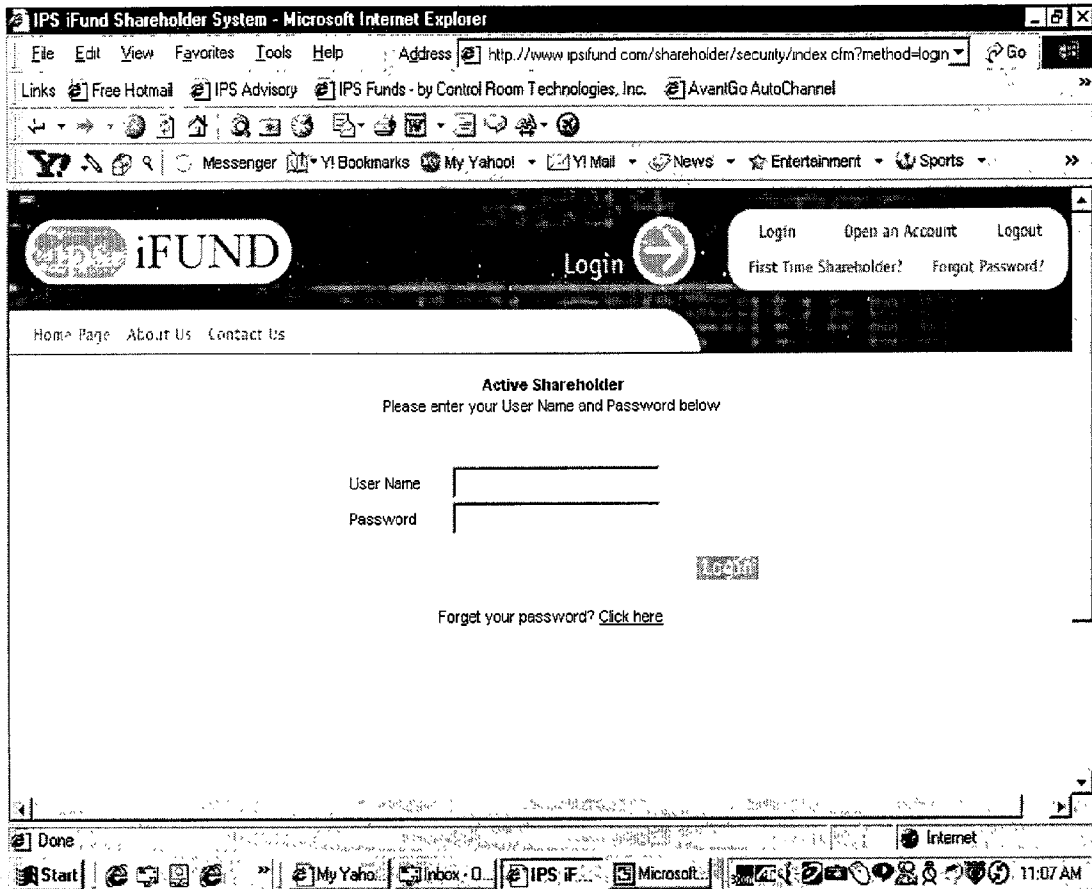 IPS iFund Shareholder System - Microsoft Internet Explorer
File Edit View Favorites Tools Help Address http://www ipsifund com/shareholder/security/index cfm?method=login Go
Links Free Hotmail IPS Advisory IPS Funds - by Control Room Technologies, Inc. AvantGo AutoChannel »
Y! Messenger Y! Bookmarks My Yahoo! Y! Mail News Entertainment Sports »
iFUND
Login
Login Open an Account Logout
First Time Shareholder? Forgot Password?
Home Page About Us Contact Us
Active Shareholder
Please enter your User Name and Password below
User Name
Password
Login
Forget your password? Click here
Done Internet
Start » My Yaho... Inbox - O... IPS iF... Microsoft... 11:07 AM